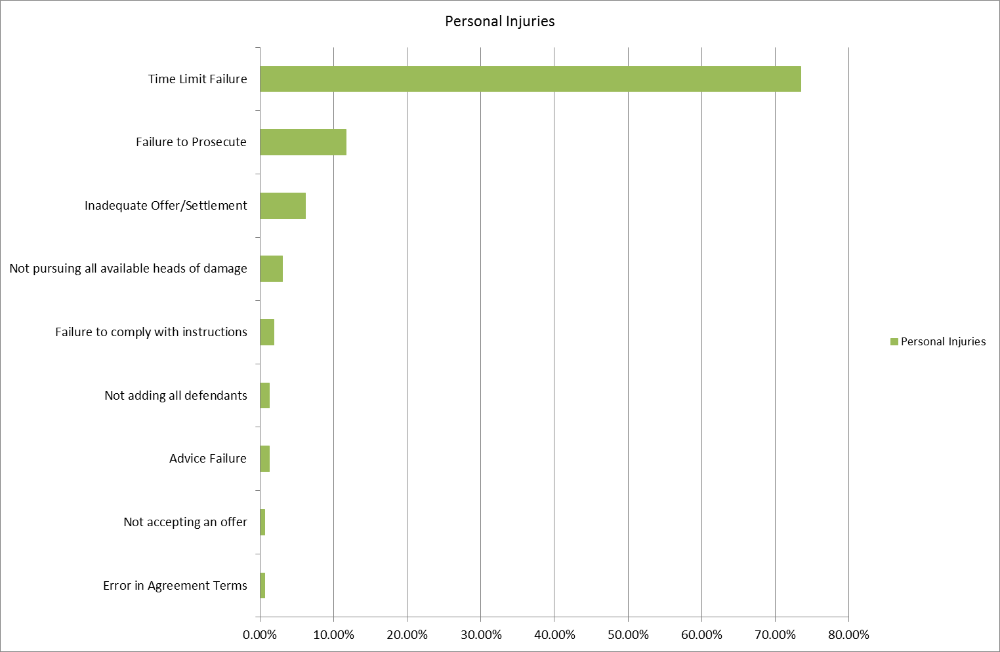 Personal Injuries
Time Limit Failure
Failure to Prosecute
Inadequate Offer/Settlement
Not pursuing all available heads of damage
Failure to comply with instructions
Not adding all defendants
Advice Failure
Not accepting an offer
Error in Agreement Terms
0.00% 10.00% 20.00% 30.00% 40.00% 50.00% 60.00% 70.00% 80.00%
Personal Injuries